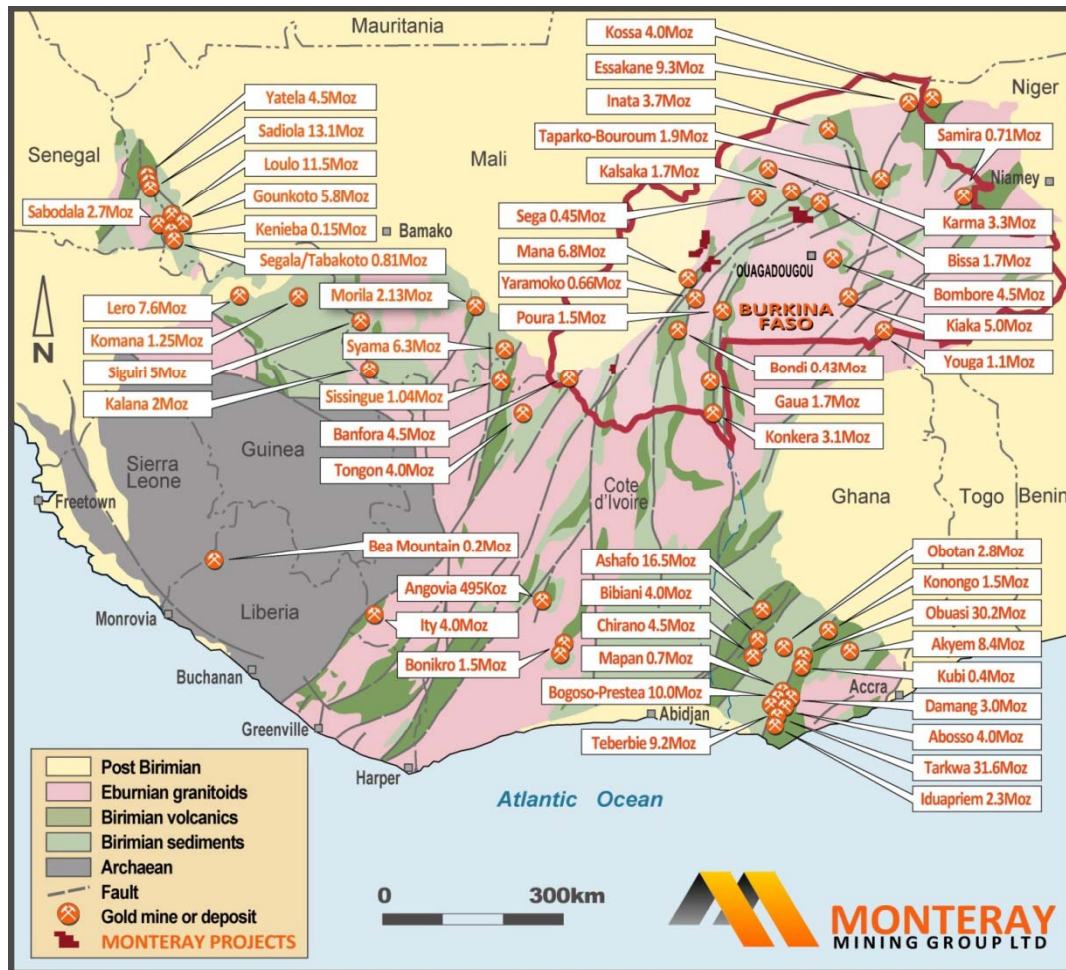 Mauritania
Kossa 4.0Moz
Essakane 9.3Moz
Niger
Yatela 4.5Moz
Inata 3.7Moz
Sadiola 13.1Moz
Taparko-Bouroum 1.9Moz
Samira 0.71Moz
Senegal
Loulo 11.5Moz
Mali
Kalsaka 1.7Moz
Niamey
Gounkoto 5.8Moz
Sabodala 2.7Moz
Sega 0.45Moz
Karma 3.3Moz
Kenieba 0.15Moz
Bamako
Mana 6.8Moz
Bissa 1.7Moz
Segala/Tabakoto 0.81Moz
OUAGADOUGOU
Yaramoko 0.66Moz
Bombore 4.5Moz
Lero 7.6Moz
Morila 2.13Moz
Poura 1.5Moz
BURKINA
FASO
Kiaka 5.0Moz
N
Komana 1.25Moz
Syama 6.3Moz
Youga 1.1Moz
Siguiri 5Moz
Bondi 0.43Moz
Kalana 2Moz
Sissingue 1.04Moz
Gaua 1.7Moz
Banfora 4.5Moz
Konkera 3.1Moz
Guinea
Tongon 4.0Moz
Sierra
Leone
Cote
d'Ivoire
Ghana
Togo
Benin
Freetown
Bea Mountain 0.2Moz
Ashafo 16.5Moz
Obotan 2.8Moz
Angovia 495Koz
Bibiani 4.0Moz
Konongo 1.5Moz
Monrovia
Liberia
Ity 4.0Moz
Chirano 4.5Moz
Obuasi 30.2Moz
Bonikro 1.5Moz
Mapan 0.7Moz
Akyem 8.4Moz
Buchanan
Kubi 0.4Moz
Bogoso-Prestea 10.0Moz
Accra
Damang 3.0Moz
Abidjan
Greenville
Teberbie 9.2Moz
Abosso 4.0Moz
Harper
Tarkwa 31.6Moz
Iduapriem 2.3Moz
Atlantic Ocean
Post Birimian
Eburnian granitoids
Birimian volcanics
Birimian sediments
Archaean
Fault
Gold mine or deposit
MONTERAY PROJECTS
0 300km
MONTERAY
MINING GROUP LTD